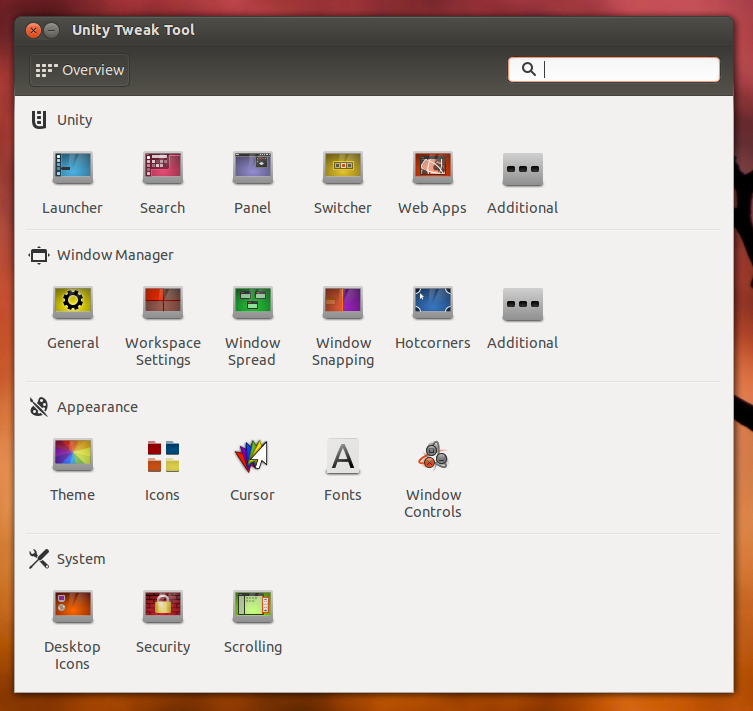 Unity Tweak Tool
Overview
Unity
Launcher
Search
Panel
Switcher
Web Apps
Additional
Window Manager
General
Workspace
Settings
Window
Spread
Window
Snapping
Hotcorners
Additional
Appearance
Theme
Icons
Cursor
A
Fonts
Window
Controls
System
Desktop
Icons
Security
Scrolling